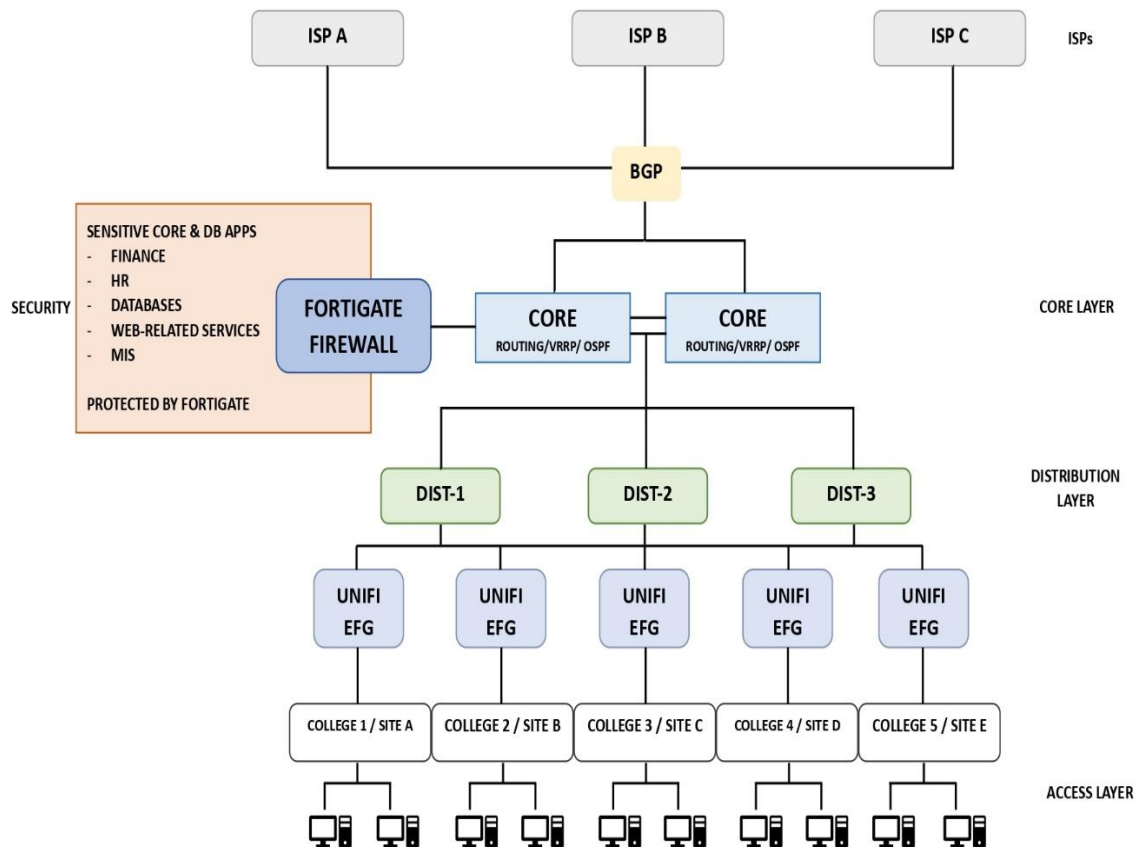 ISP A
ISP B
ISP C
ISPs
BGP
SENSITIVE CORE & DB APPS
- FINANCE
- HR
- DATABASES
- WEB-RELATED SERVICES
- MIS
PROTECTED BY FORTIGATE
SECURITY
FORTIGATE
FIREWALL
CORE
ROUTING/VRRP/ OSPF
CORE
ROUTING/VRRP/ OSPF
CORE LAYER
DIST-1
DIST-2
DIST-3
DISTRIBUTION
LAYER
UNIFI
EFG
UNIFI
EFG
UNIFI
EFG
UNIFI
EFG
UNIFI
EFG
COLLEGE 1 / SITE A
COLLEGE 2 / SITE B
COLLEGE 3 / SITE C
COLLEGE 4 / SITE D
COLLEGE 5 / SITE E
ACCESS LAYER